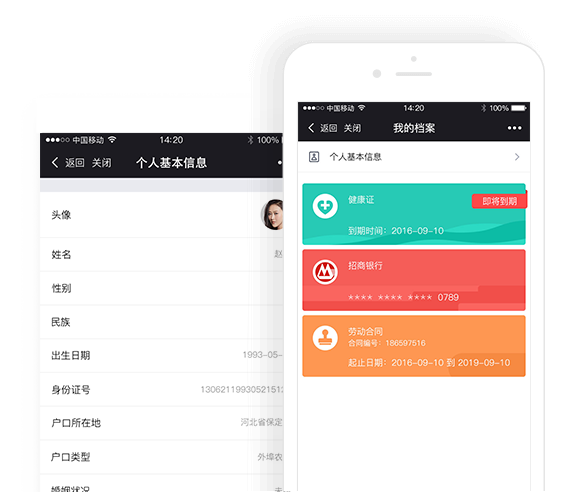 中国移动 14:20 100%
返回 关闭 个人基本信息
头像
姓名 赵
性别
民族
出生日期 1993-05-
身份证号 1306211993052151
户口所在地 河北省保定
户口类型 外埠农
婚姻状况
中国移动 14:20 100%
返回 关闭 我的档案
个人基本信息
健康证
即将到期
到期时间：2016-09-10
招商银行
**** **** **** 0789
劳动合同
合同编号：186597516
起止日期：2016-09-10 到 2019-09-10